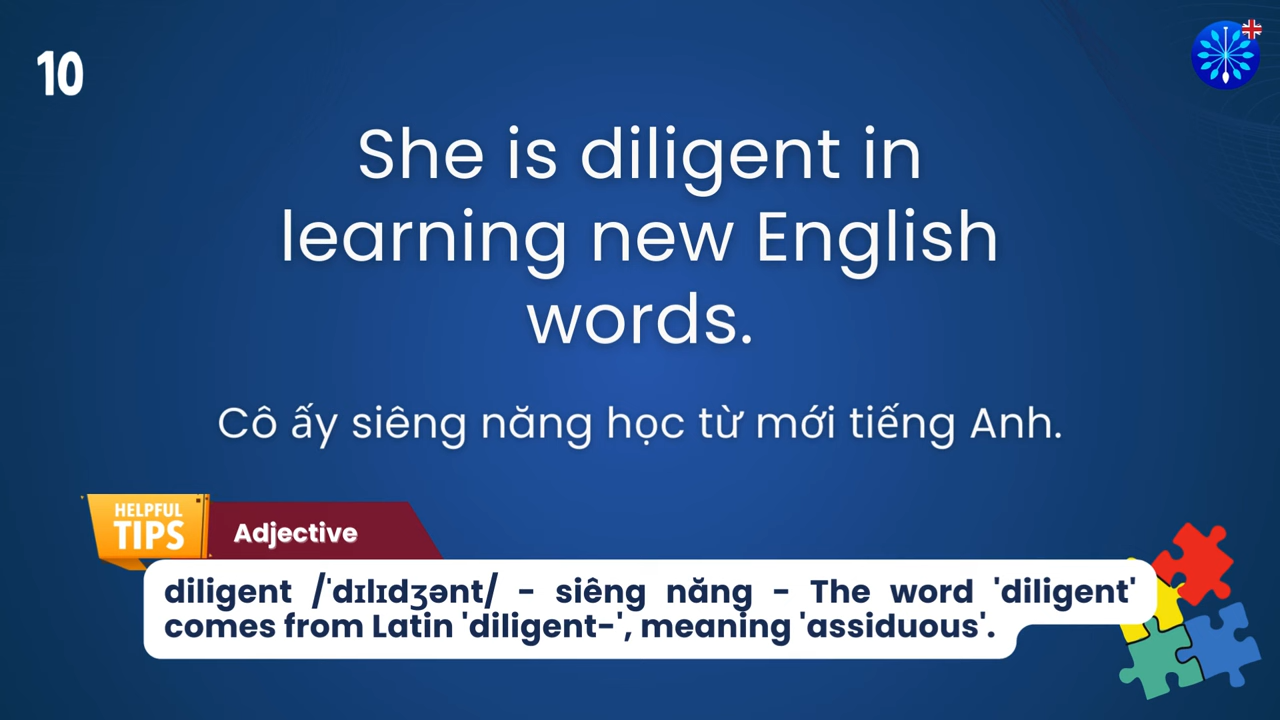 10
She is diligent in
learning new English
words.
Cô ấy siêng năng học từ mới tiếng Anh.
HELPFUL
TIPS
Adjective
diligent /ˈdɪlɪdʒənt/ - siêng năng - The word 'diligent'
comes from Latin 'diligent-', meaning 'assiduous'.